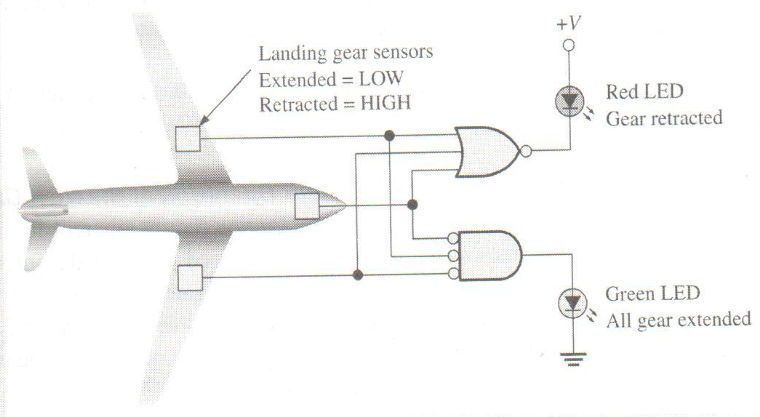 +V
Landing gear sensors
Extended = LOW
Retracted = HIGH
Red LED
Gear retracted
Green LED
All gear extended